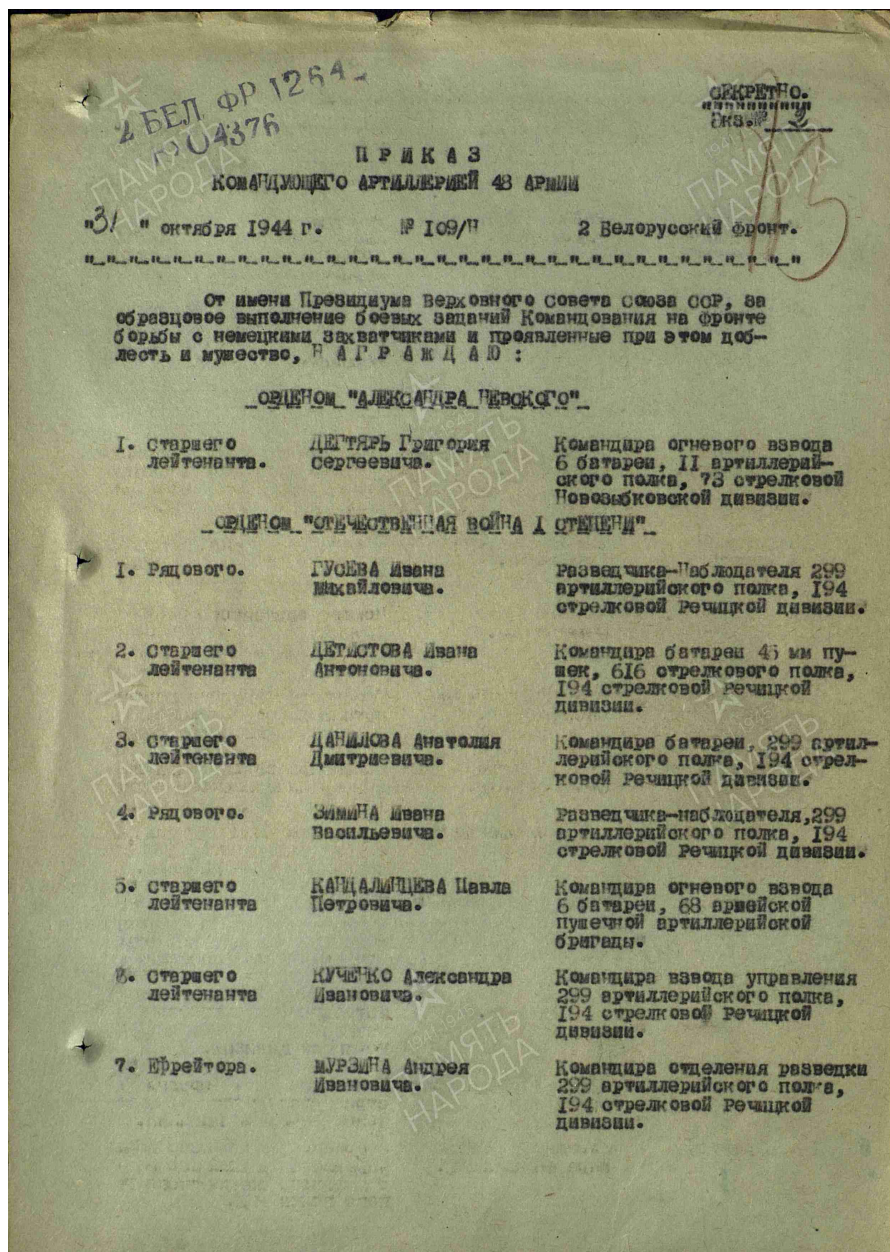 2 БЕЛ ФР 1264
04376
СЕКРЕТНО.
Экз.№ 2
ПРИКАЗ
КОМАНДУЮЩЕГО АРТИЛЛЕРИЕЙ 48 АРМИИ
"31" октября 1944 г. № 109/Н 2 Белорусский фронт.
От имени Президиума Верховного Совета Союза ССР, за
образцовое выполнение боевых заданий Командования на фронте
борьбы с немецкими захватчиками и проявленные при этом доб-
лесть и мужество, НАГРАЖДАЮ:
ОРДЕНОМ "АЛЕКСАНДРА НЕВСКОГО"
1. Старшего ДЕГТЯРЬ Григория Командира огневого взвода
лейтенанта. Сергеевича. 6 батареи, 11 артиллерий-
ского полка, 73 стрелковой
Новозыбковской дивизии.
ОРДЕНОМ "ОТЕЧЕСТВЕННАЯ ВОЙНА I СТЕПЕНИ"
1. Рядового. ГУСЕВА Ивана Разведчика-Наблюдателя 299
Михайловича. артиллерийского полка, 194
стрелковой Речицкой дивизии.
2. Старшего ДЕТИСТОВА Ивана Командира батареи 45 мм пу-
лейтенанта Антоновича. шек, 616 стрелкового полка,
194 стрелковой Речицкой
дивизии.
3. Старшего ДАНИЛОВА Анатолия Командира батареи, 299 артил-
лейтенанта Дмитриевича. лерийского полка, 194 стрел-
ковой Речицкой дивизии.
4. Рядового. ЗИМИНА Ивана Разведчика-наблюдателя,299
Васильевича. артиллерийского полка, 194
стрелковой Речицкой дивизии.
5. Старшего КАНДАЛИНЦЕВА Павла Командира огневого взвода
лейтенанта Петровича. 6 батареи, 68 армейской
пушечной артиллерийской
бригады.
6. Старшего КУЧЕНКО Александра Командира взвода управления
лейтенанта Ивановича. 299 артиллерийского полка,
194 стрелковой Речицкой
дивизии.
7. Ефрейтора. МУРЗИНА Андрея Командира отделения разведки
Ивановича. 299 артиллерийского полка,
194 стрелковой Речицкой
дивизии.